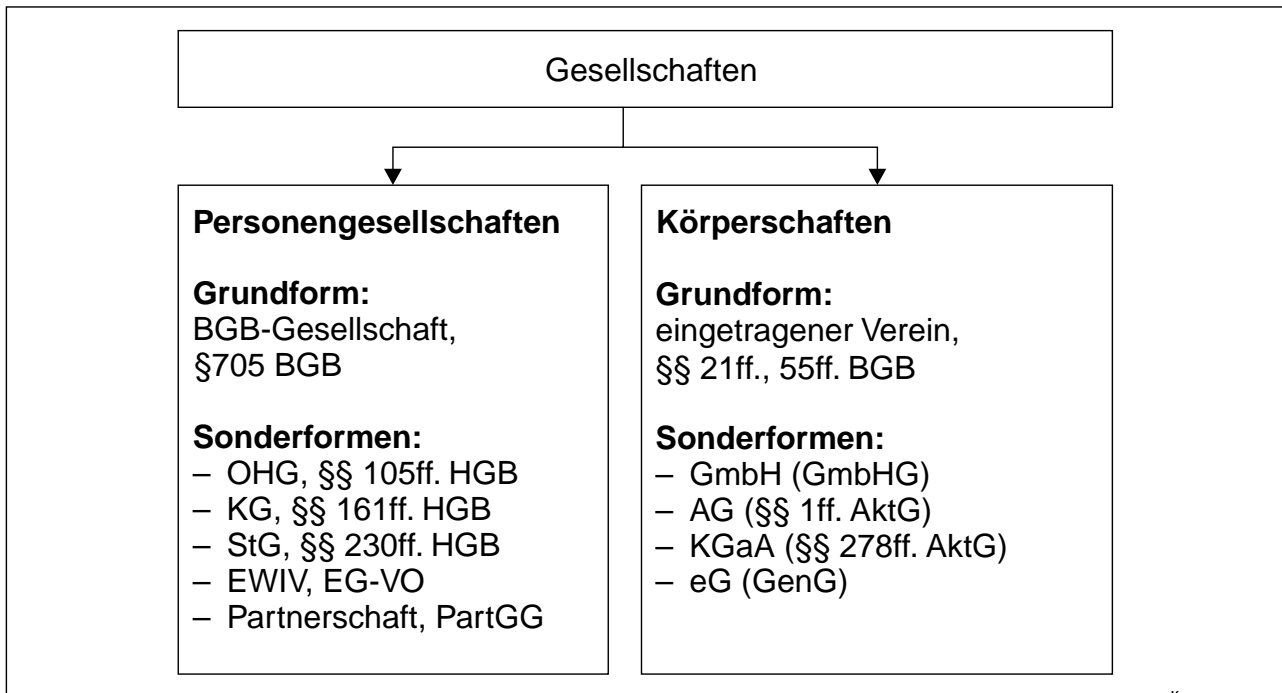 Gesellschaften
Personengesellschaften
Grundform:
BGB-Gesellschaft,
§705 BGB
Sonderformen:
– OHG, §§ 105ff. HGB
– KG, §§ 161ff. HGB
– StG, §§ 230ff. HGB
– EWIV, EG-VO
– Partnerschaft, PartGG
Körperschaften
Grundform:
eingetragener Verein,
§§ 21ff., 55ff. BGB
Sonderformen:
– GmbH (GmbHG)
– AG (§§ 1ff. AktG)
– KGaA (§§ 278ff. AktG)
– eG (GenG)